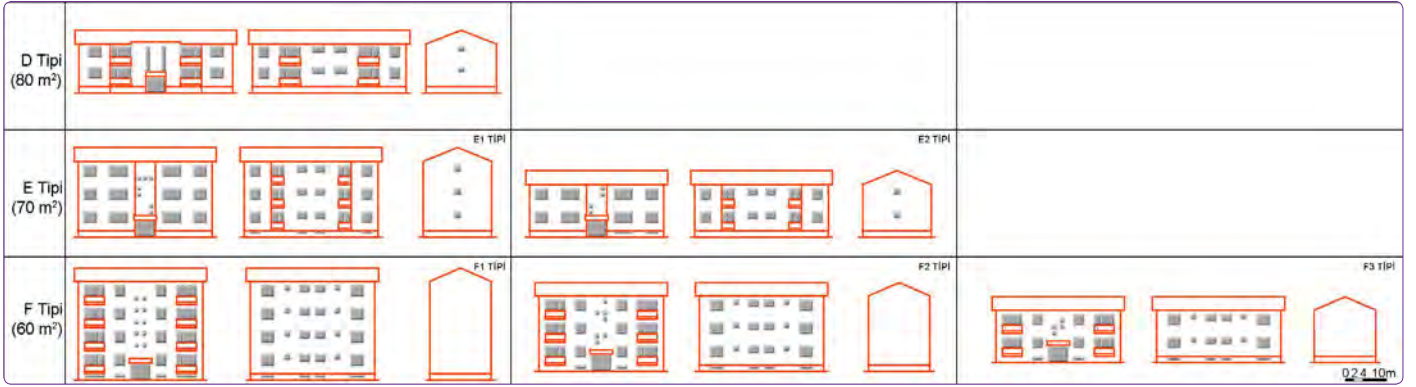 D Tipi
(80 m²)
E1 TİPİ
E2 TİPİ
E Tipi
(70 m²)
F1 TİPİ
F2 TİPİ
F3 TİPİ
F Tipi
(60 m²)
0 2 4 10m